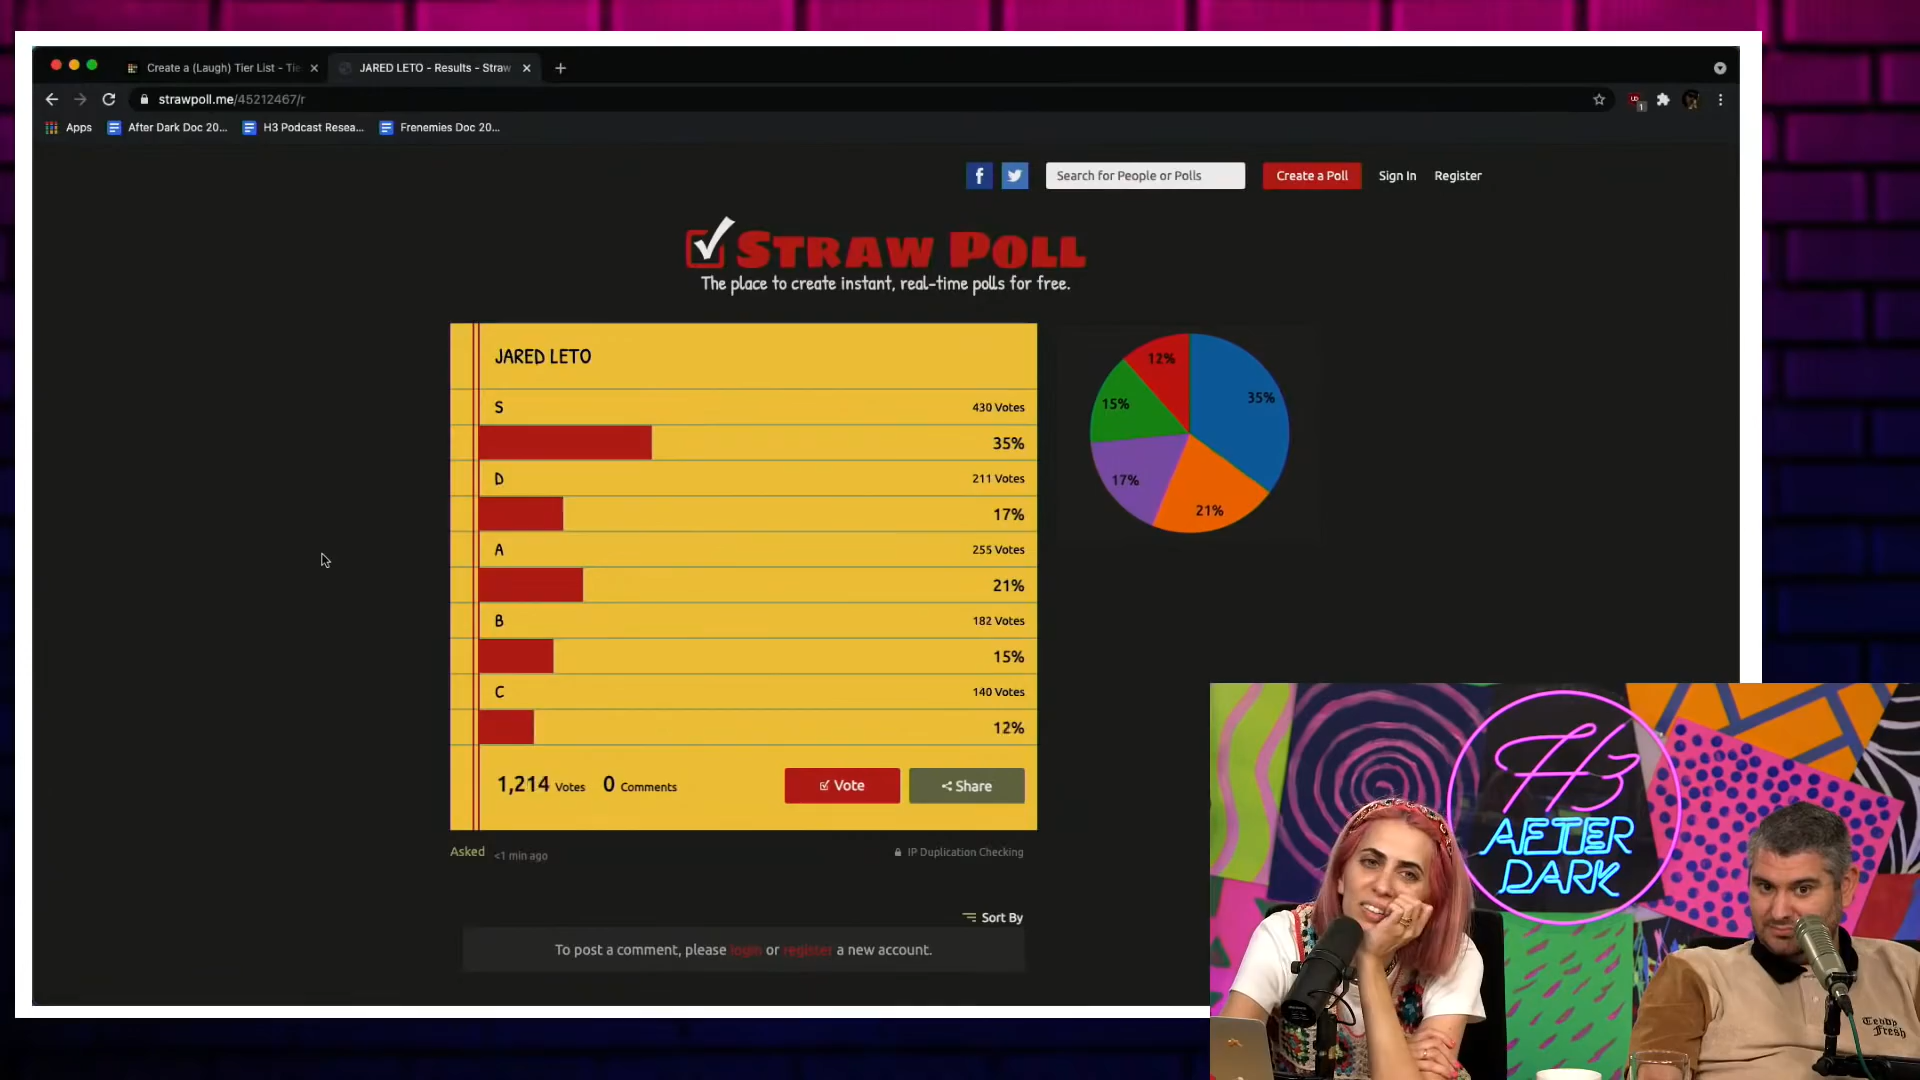 Create a (Laugh) Tier List - Tie
JARED LETO - Results - Straw
strawpoll.me/45212467/r
Apps
After Dark Doc 20...
H3 Podcast Resea...
Frenemies Doc 20...
Search for People or Polls
Create a Poll
Sign In
Register
STRAW POLL
The place to create instant, real-time polls for free.
JARED LETO
S
430 Votes
35%
D
211 Votes
17%
A
255 Votes
21%
B
182 Votes
15%
C
140 Votes
12%
1,214 Votes
0 Comments
Vote
Share
12%
35%
15%
17%
21%
Asked <1 min ago
IP Duplication Checking
Sort By
To post a comment, please login or register a new account.
H3
AFTER
DARK
Teddy
Fresh